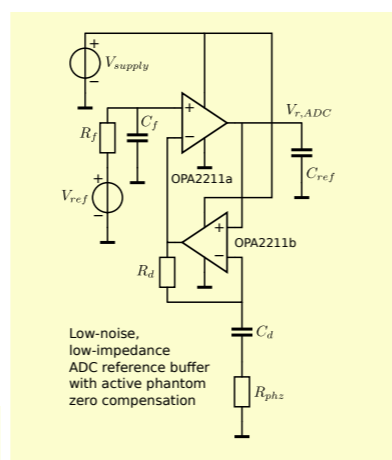 V_supply
V_r,ADC
R_f
C_f
OPA2211a
C_ref
V_ref
OPA2211b
R_d
C_d
Low-noise,
low-impedance
ADC reference buffer
with active phantom
zero compensation
R_phz